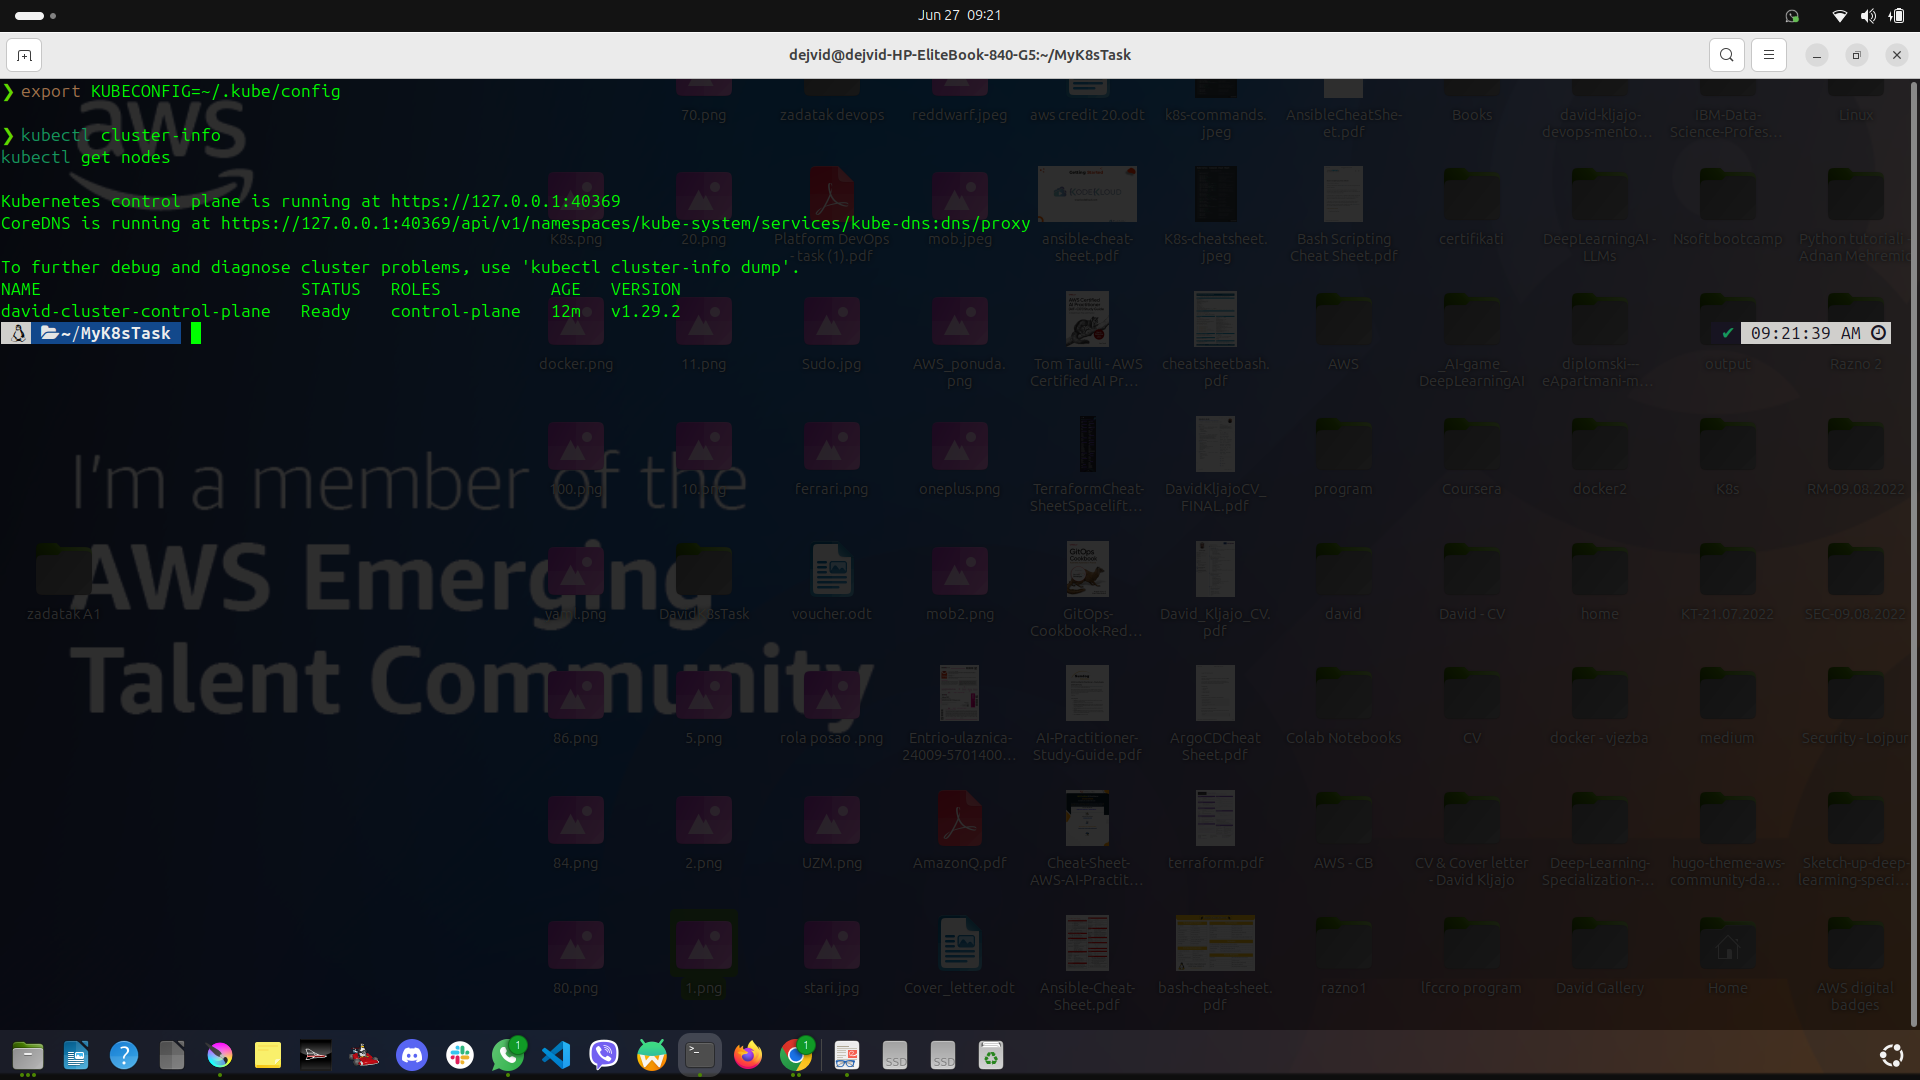 Jun 27 09:21
dejvid@dejvid-HP-EliteBook-840-G5:~/MyK8sTask
❯ export KUBECONFIG=~/.kube/config
❯ kubectl cluster-info
kubectl get nodes
Kubernetes control plane is running at https://127.0.0.1:40369
CoreDNS is running at https://127.0.0.1:40369/api/v1/namespaces/kube-system/services/kube-dns:dns/proxy
To further debug and diagnose cluster problems, use 'kubectl cluster-info dump'.
NAME STATUS ROLES AGE VERSION
david-cluster-control-plane Ready control-plane 12m v1.29.2
~/MyK8sTask
✔ 09:21:39 AM
aws
I'm a member of the
AWS Emerging
Talent Community
70.png
zadatak devops
reddwarf.jpeg
aws credit 20.odt
k8s-commands.
jpeg
AnsibleCheatShe-
et.pdf
Books
david-kljajo-
devops-mento...
IBM-Data-
Science-Profes...
Linux
K8s.png
20.png
Platform DevOps
- task (1).pdf
mob.jpeg
ansible-cheat-
sheet.pdf
K8s-cheatsheet.
jpeg
Bash Scripting
Cheat Sheet.pdf
certifikati
DeepLearningAI -
LLMs
Nsoft bootcamp
Python tutorijali-
Adnan Mehremic
docker.png
11.png
Sudo.jpg
AWS_ponuda.
png
Tom Taulli - AWS
Certified AI Pr...
cheatsheetbash.
pdf
AWS
_AI-game_
DeepLearningAI
diplomski---
eApartmani-m...
output
Razno 2
100.png
10.png
ferrari.png
oneplus.png
TerraformCheat-
SheetSpacelift...
DavidKljajoCV_
FINAL.pdf
program
Coursera
docker2
K8s
RM-09.08.2022
zadatak A1
yaml.png
DavidK8sTask
voucher.odt
mob2.png
GitOps-
Cookbook-Red...
David_Kljajo_CV.
pdf
david
David - CV
home
KT-21.07.2022
SEC-09.08.2022
86.png
5.png
rola posao .png
Entrio-ulaznica-
24009-5701400...
AI-Practitioner-
Study-Guide.pdf
ArgoCDCheat
Sheet.pdf
Colab Notebooks
CV
docker - vjezba
medium
Security - Lojpur
84.png
2.png
UZM.png
AmazonQ.pdf
Cheat-Sheet-
AWS-AI-Practit...
terraform.pdf
AWS - CB
CV & Cover letter
- David Kljajo
Deep-Learning-
Specialization-...
hugo-theme-aws-
community-da...
Sketch-up-deep-
learning-speci...
80.png
1.png
stari.jpg
Cover_letter.odt
Ansible-Cheat-
Sheet.pdf
bash-cheat-sheet.
pdf
razno1
lfccro program
David Gallery
Home
AWS digital
badges
1
1
SSD
SSD